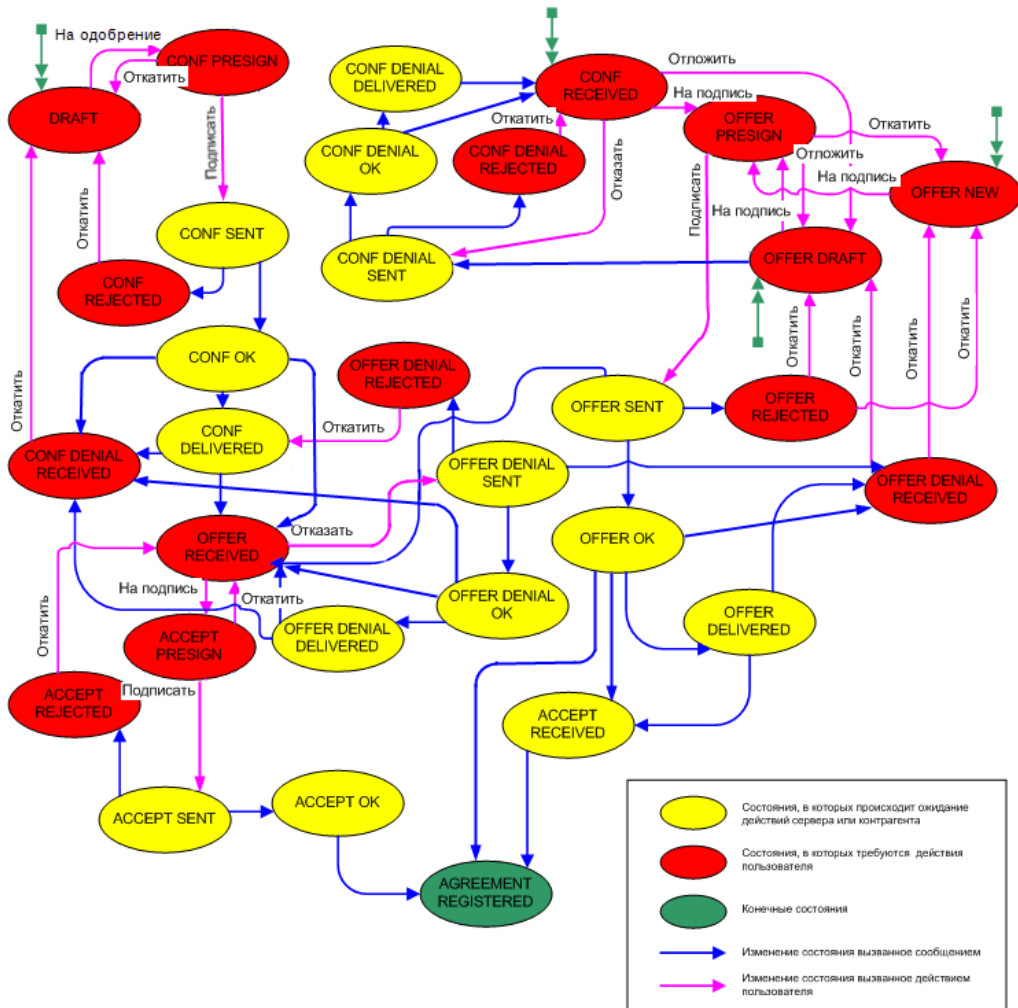 На одобрение
CONF PRESIGN
Откатить
DRAFT
Подписать
Откатить
CONF SENT
CONF
REJECTED
Откатить
CONF OK
CONF
DELIVERED
CONF DENIAL
RECEIVED
CONF DENIAL
DELIVERED
CONF
RECEIVED
Отложить
На подпись
OFFER
PRESIGN
Откатить
CONF DENIAL
OK
Откатить
CONF DENIAL
REJECTED
Отказать
Отложить
На подпись
OFFER NEW
Подписать
На подпись
CONF DENIAL
SENT
OFFER DRAFT
Откатить
Откатить
Откатить
Откатить
OFFER DENIAL
REJECTED
Откатить
OFFER SENT
OFFER
REJECTED
OFFER DENIAL
SENT
OFFER DENIAL
RECEIVED
OFFER
RECEIVED
Отказать
OFFER OK
На подпись
Откатить
OFFER DENIAL
OK
OFFER
DELIVERED
Откатить
ACCEPT
PRESIGN
OFFER DENIAL
DELIVERED
ACCEPT
REJECTED
Подписать
ACCEPT
RECEIVED
ACCEPT SENT
ACCEPT OK
AGREEMENT
REGISTERED
Состояния, в которых происходит ожидание
действий сервера или контрагента
Состояния, в которых требуются действия
пользователя
Конечные состояния
Изменение состояния вызванное сообщением
Изменение состояния вызванное действием
пользователя